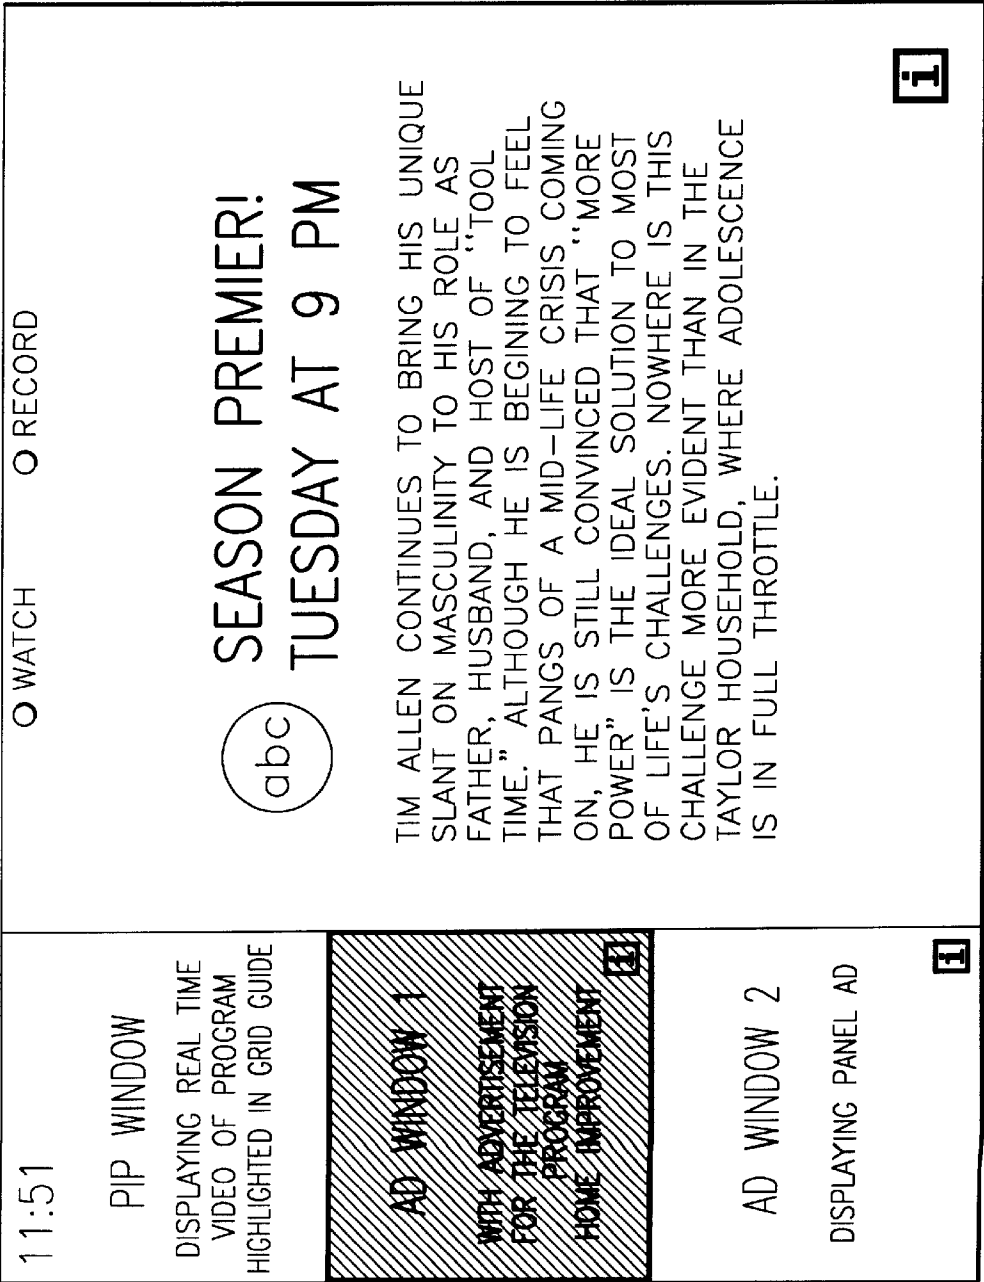 11:51
PIP WINDOW
DISPLAYING REAL TIME
VIDEO OF PROGRAM
HIGHLIGHTED IN GRID GUIDE
AD WINDOW 1
WITH ADVERTISEMENT
FOR THE TELEVISION
PROGRAM
HOME IMPROVEMENT
i
AD WINDOW 2
DISPLAYING PANEL AD
i
WATCH
RECORD
abc
SEASON PREMIER!
TUESDAY AT 9 PM
TIM ALLEN CONTINUES TO BRING HIS UNIQUE
SLANT ON MASCULINITY TO HIS ROLE AS
FATHER, HUSBAND, AND HOST OF "TOOL
TIME." ALTHOUGH HE IS BEGINING TO FEEL
THAT PANGS OF A MID-LIFE CRISIS COMING
ON, HE IS STILL CONVINCED THAT "MORE
POWER" IS THE IDEAL SOLUTION TO MOST
OF LIFE'S CHALLENGES. NOWHERE IS THIS
CHALLENGE MORE EVIDENT THAN IN THE
TAYLOR HOUSEHOLD, WHERE ADOLESCENCE
IS IN FULL THROTTLE.
i